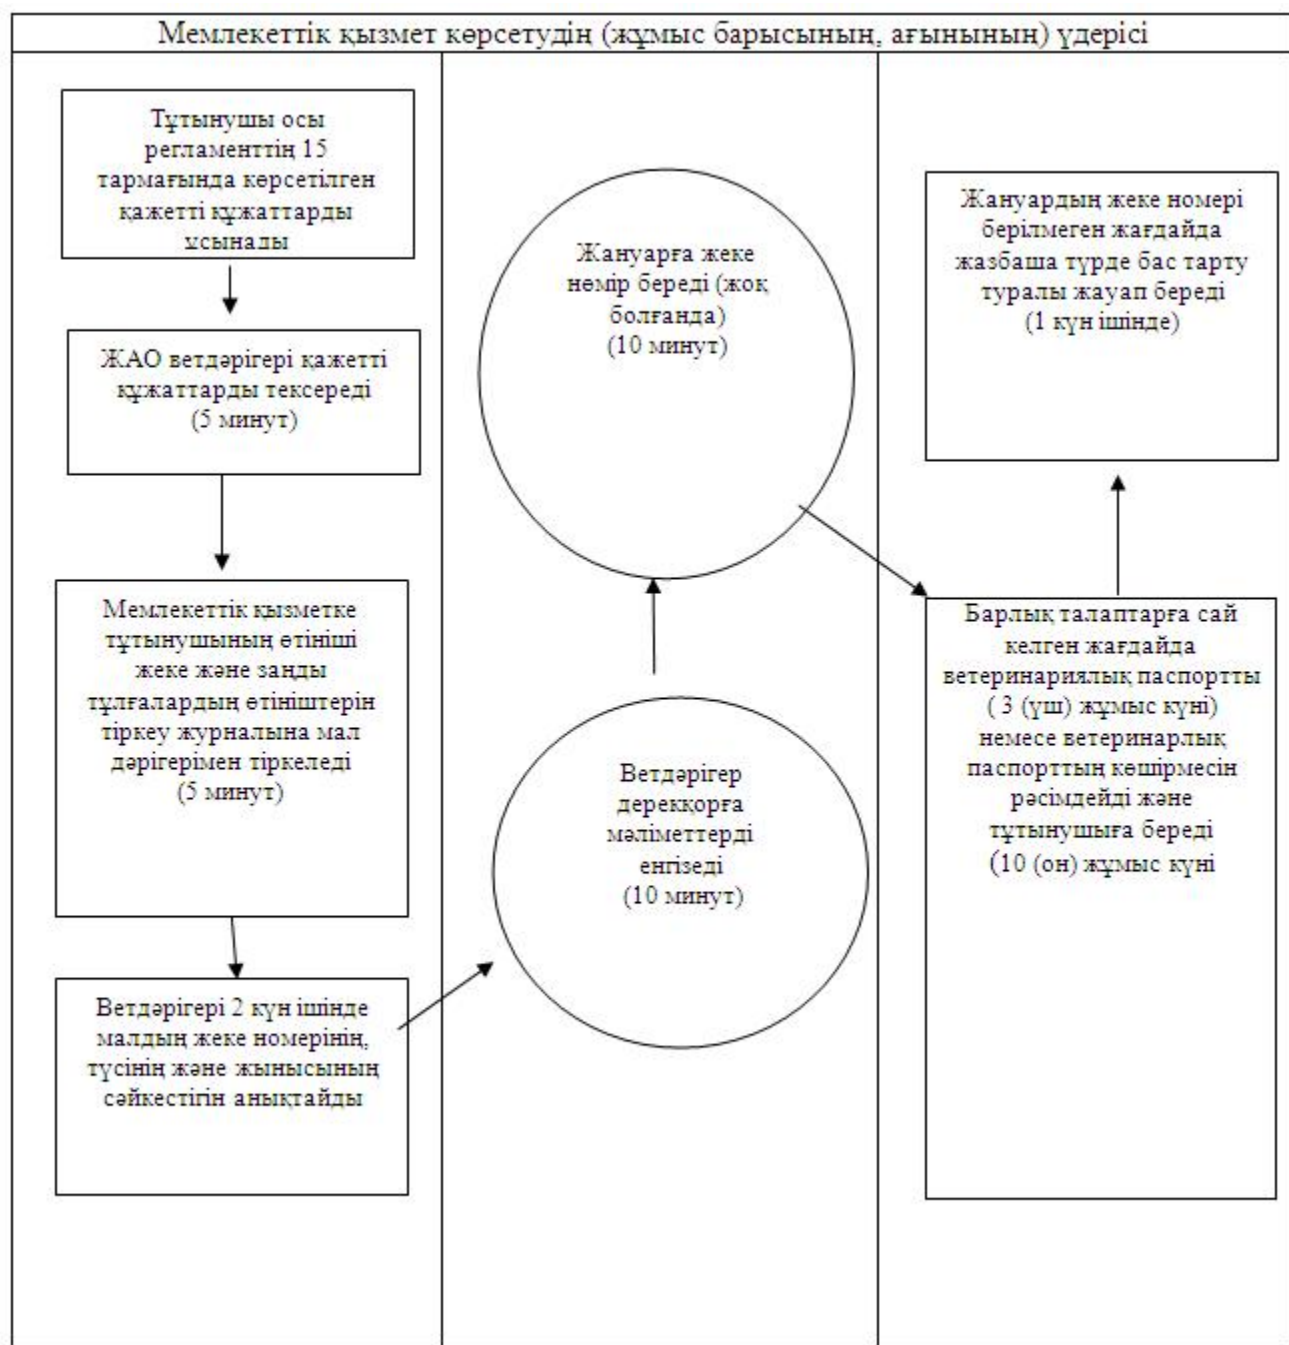 Мемлекеттік қызмет көрсетудің (жұмыс барысының, ағынының) үдерісі
Тұтынушы осы
регламенттің 15
тармағында көрсетілген
қажетті құжаттарды
ұсынады
ЖАО ветдәрігері қажетті
құжаттарды тексереді
(5 минут)
Мемлекеттік қызметке
тұтынушының өтініші
жеке және заңды
тұлғалардың өтініштерін
тіркеу журналына мал
дәрігерімен тіркеледі
(5 минут)
Ветдәрігері 2 күн ішінде
малдың жеке номерінің,
түсінің және жынысының
сәйкестігін анықтайды
Ветдәрігер
дерекқорға
мәліметтерді
енгізеді
(10 минут)
Жануарға жеке
нөмір береді (жоқ
болғанда)
(10 минут)
Барлық талаптарға сай
келген жағдайда
ветеринариялық паспортты
( 3 (үш) жұмыс күні)
немесе ветеринарлық
паспорттың көшірмесін
рәсімдейді және
тұтынушыға береді
(10 (он) жұмыс күні
Жануардың жеке номері
берілмеген жағдайда
жазбаша түрде бас тарту
туралы жауап береді
(1 күн ішінде)